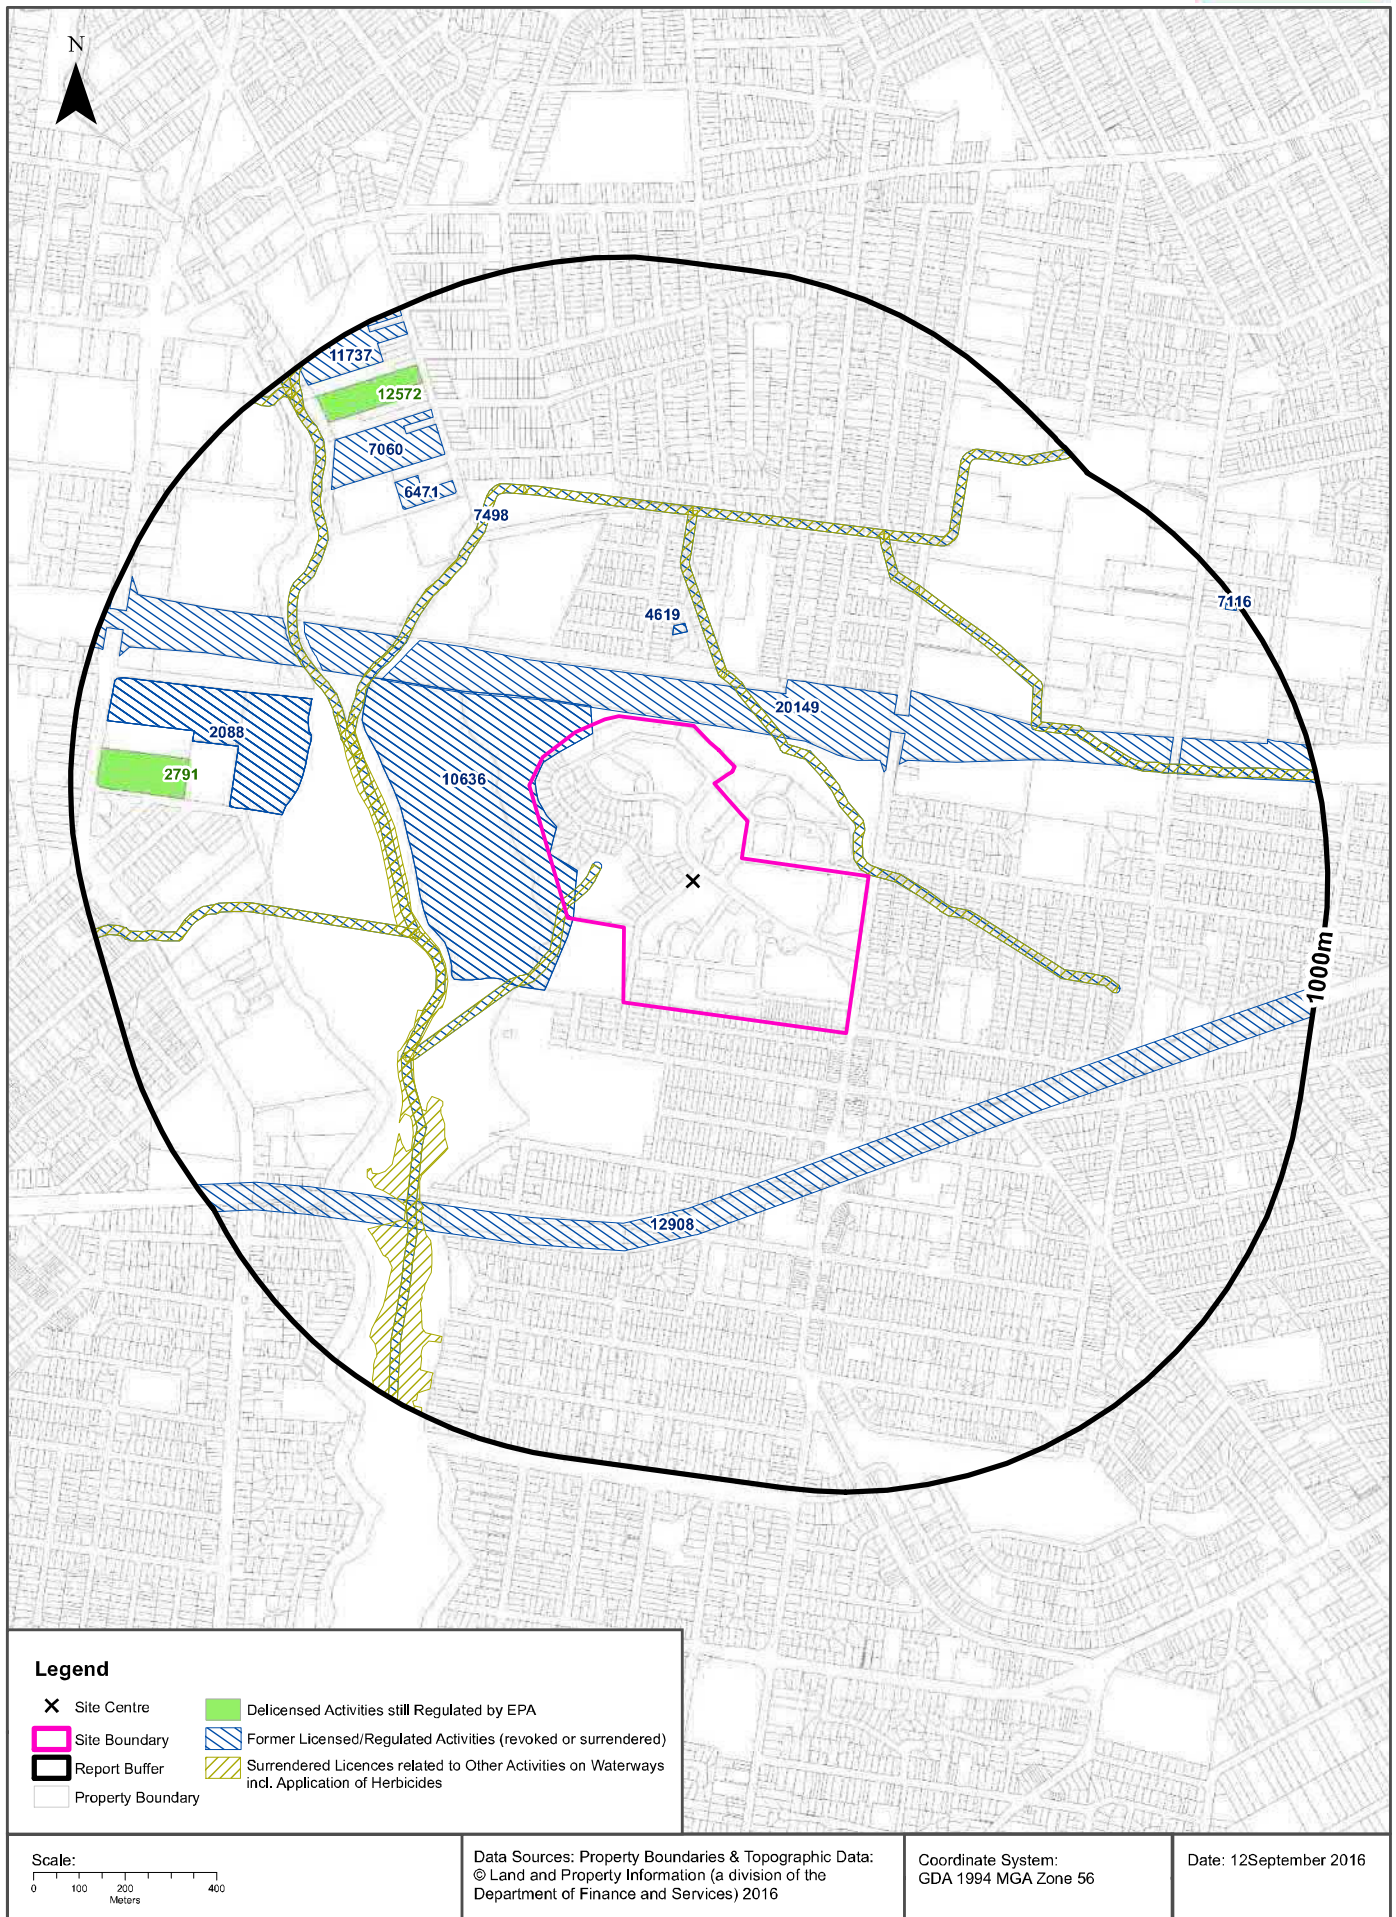 N
11737
12572
7060
6471
7498
7116
4619
20149
2088
2791
10636
1000m
12908
Legend
Site Centre
Site Boundary
Report Buffer
Property Boundary
Delicensed Activities still Regulated by EPA
Former Licensed/Regulated Activities (revoked or surrendered)
Surrendered Licences related to Other Activities on Waterways
incl. Application of Herbicides
Scale:
0 100 200 400
Meters
Data Sources: Property Boundaries & Topographic Data:
© Land and Property Information (a division of the
Department of Finance and Services) 2016
Coordinate System:
GDA 1994 MGA Zone 56
Date: 12September 2016